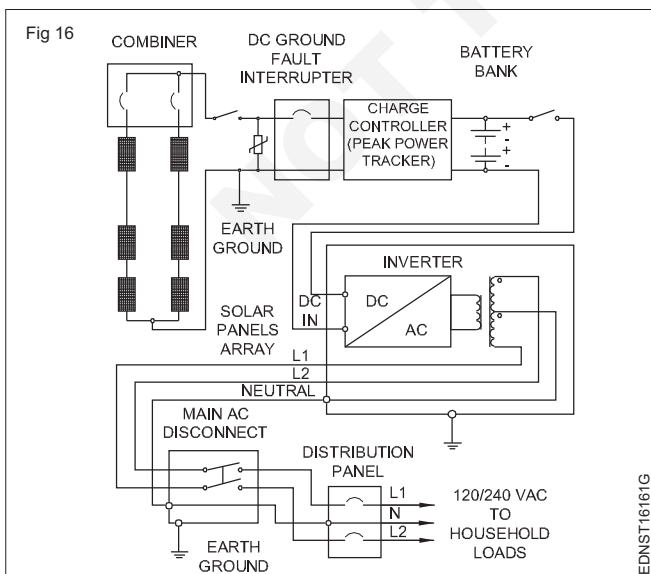 Fig 16
COMBINER
DC GROUND
FAULT
INTERRUPTER
BATTERY
BANK
CHARGE
CONTROLLER
(PEAK POWER
TRACKER)
+
-
+
-
EARTH
GROUND
INVERTER
DC
IN
DC
AC
SOLAR
PANELS
ARRAY
L1
L2
NEUTRAL
MAIN AC
DISCONNECT
DISTRIBUTION
PANEL
L1
N
L2
120/240 VAC
TO
HOUSEHOLD
LOADS
EARTH
GROUND
EDNST16161G
NOT